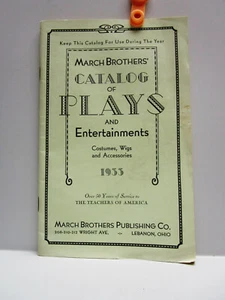 Keep This Catalog For Use During The Year
MARCH BROTHERS'
CATALOG
OF
PLAYS
AND
Entertainments
Costumes, Wigs
and Accessories
1933
Over 50 Years of Service to
THE TEACHERS OF AMERICA
MARCH BROTHERS PUBLISHING CO.
WRIGHT AVE. — LEBANON, OHIO